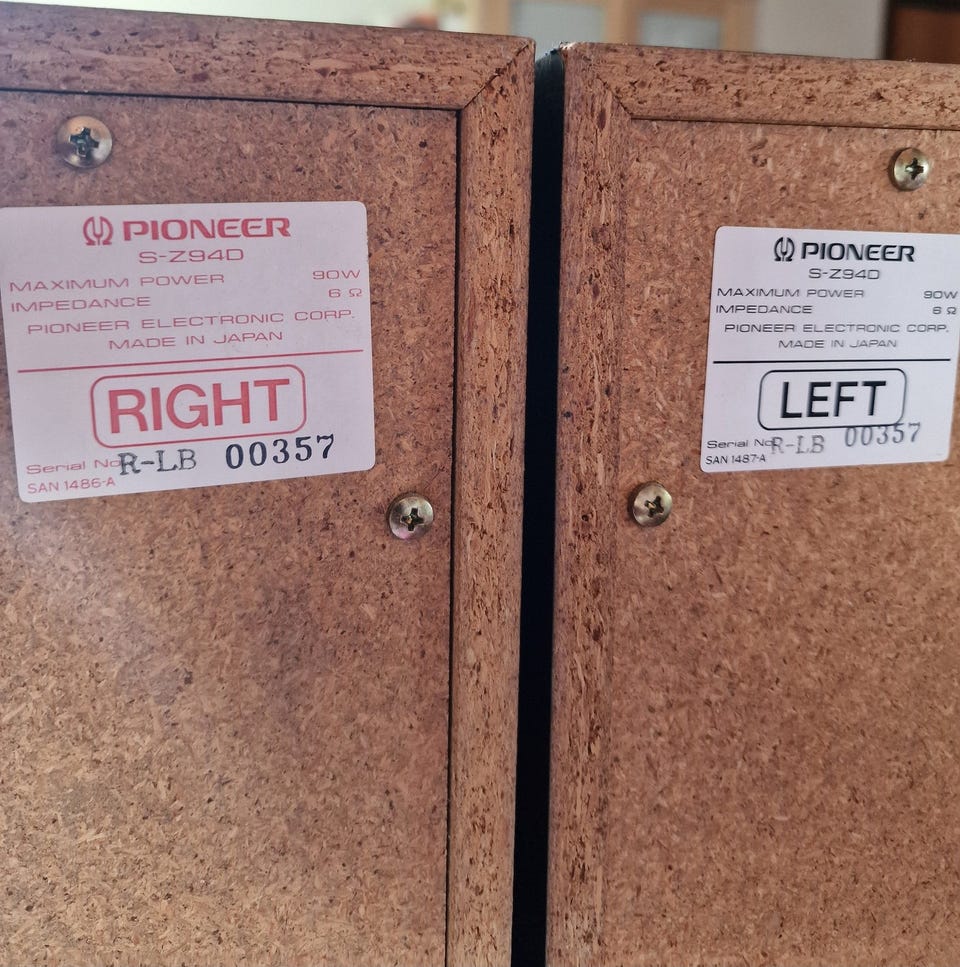 PIONEER
S-Z94D
MAXIMUM POWER 90W
IMPEDANCE 6 Ω
PIONEER ELECTRONIC CORP.
MADE IN JAPAN
RIGHT
Serial No R-LB 00357
SAN 1486-A
PIONEER
S-Z94D
MAXIMUM POWER 90W
IMPEDANCE 6 Ω
PIONEER ELECTRONIC CORP.
MADE IN JAPAN
LEFT
Serial No R-LB 00357
SAN 1487-A